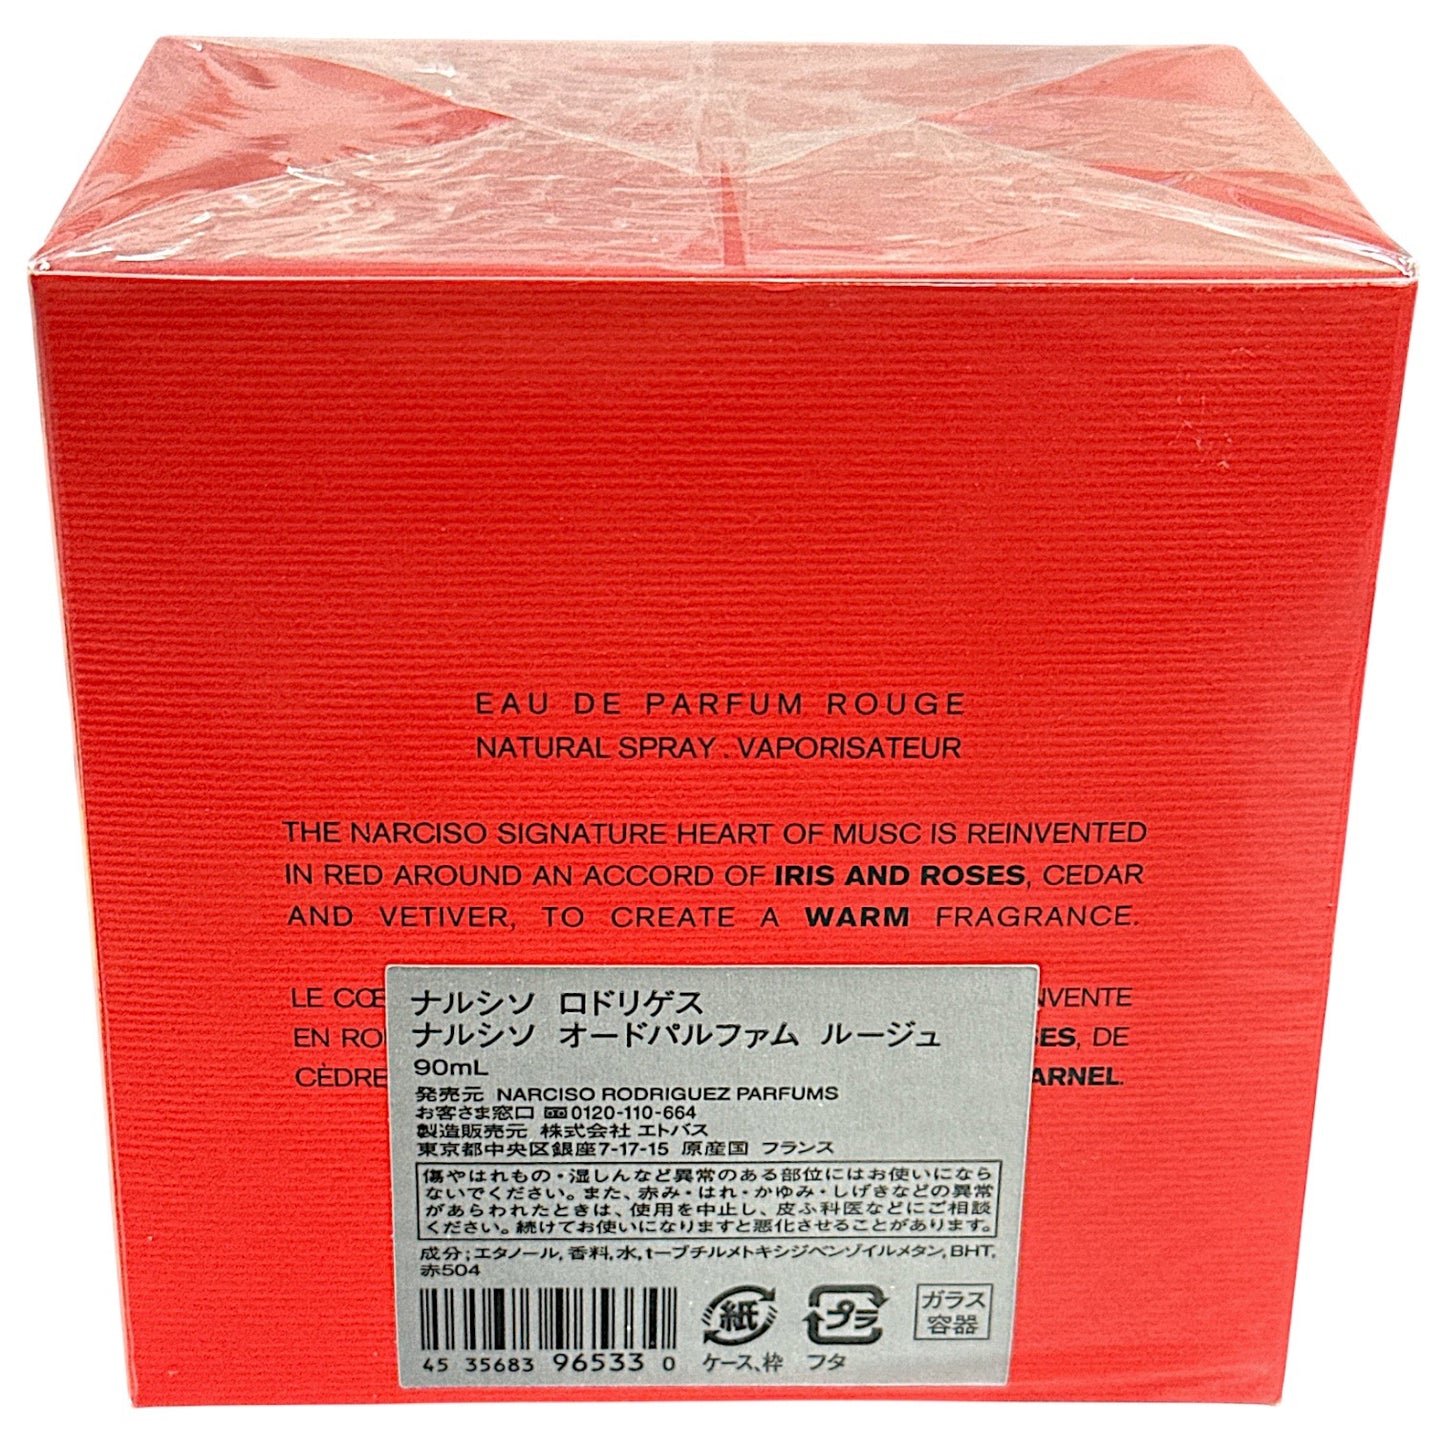 EAU DE PARFUM ROUGE
NATURAL SPRAY . VAPORISATEUR
THE NARCISO SIGNATURE HEART OF MUSC IS REINVENTED
IN RED AROUND AN ACCORD OF IRIS AND ROSES, CEDAR
AND VETIVER, TO CREATE A WARM FRAGRANCE.
LE
EN
CÈDRE
DE
ナルシソ ロドリゲス
ナルシソ オードパルファム ルージュ
90mL
発売元 NARCISO RODRIGUEZ PARFUMS
お客さま窓口 0120-110-664
製造販売元 株式会社 エトバス
東京都中央区銀座7-17-15 原産国 フランス
傷やはれもの・湿しんなど異常のある部位にはお使いになら
ないでください。また、赤み・はれ・かゆみ・しげきなどの異常
があらわれたときは、使用を中止し、皮ふ科医などにご相談
ください。続けてお使いになりますと悪化させることがあります。
成分;エタノール,香料,水,t-ブチルメトキシジベンゾイルメタン,BHT,
赤504
4535683965330
紙
ケース、枠
プラ
フタ
ガラス
容器